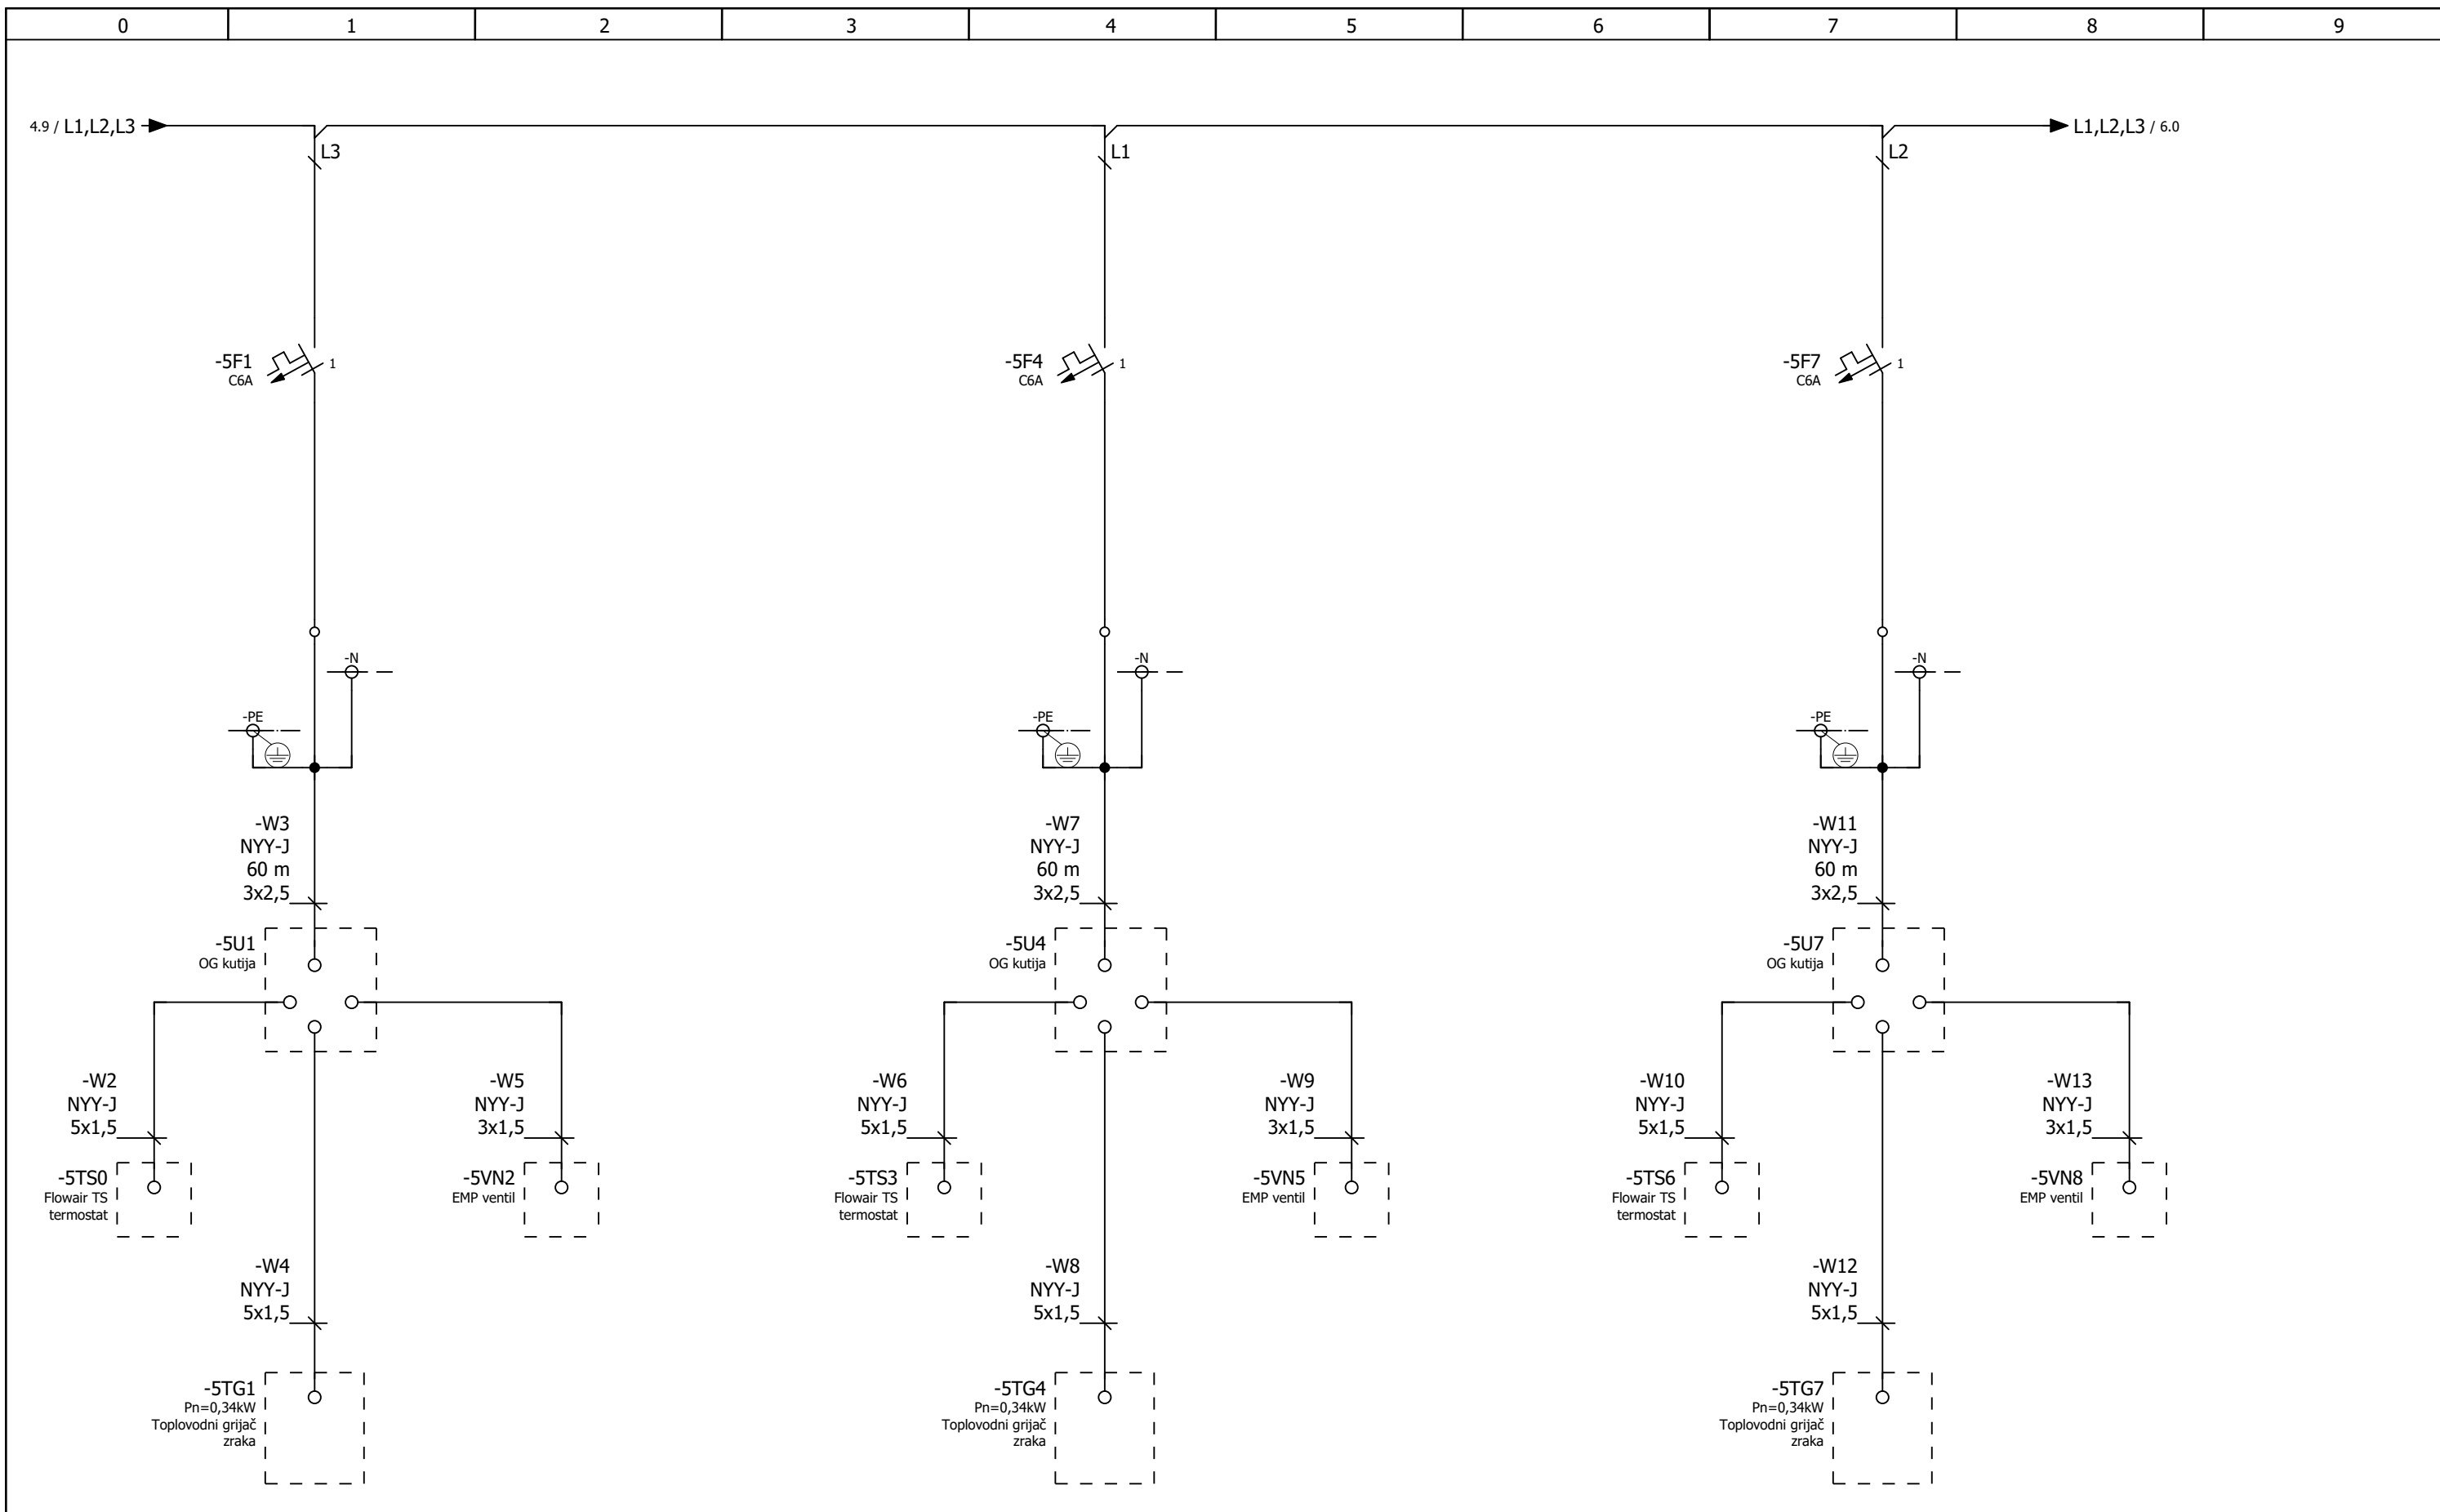 0 1 2 3 4 5 6 7 8 9
4.9 / L1,L2,L3
L1,L2,L3 / 6.0
L3
L1
L2
-5F1
C6A
1
-5F4
C6A
1
-5F7
C6A
1
-N
-PE
-N
-PE
-N
-PE
-W3
NYY-J
60 m
3x2,5
-W7
NYY-J
60 m
3x2,5
-W11
NYY-J
60 m
3x2,5
-5U1
OG kutija
-5U4
OG kutija
-5U7
OG kutija
-W2
NYY-J
5x1,5
-W5
NYY-J
3x1,5
-W6
NYY-J
5x1,5
-W9
NYY-J
3x1,5
-W10
NYY-J
5x1,5
-W13
NYY-J
3x1,5
-5TS0
Flowair TS
termostat
-5VN2
EMP ventil
-5TS3
Flowair TS
termostat
-5VN5
EMP ventil
-5TS6
Flowair TS
termostat
-5VN8
EMP ventil
-W4
NYY-J
5x1,5
-W8
NYY-J
5x1,5
-W12
NYY-J
5x1,5
-5TG1
Pn=0,34kW
Toplovodni grijač
zraka
-5TG4
Pn=0,34kW
Toplovodni grijač
zraka
-5TG7
Pn=0,34kW
Toplovodni grijač
zraka